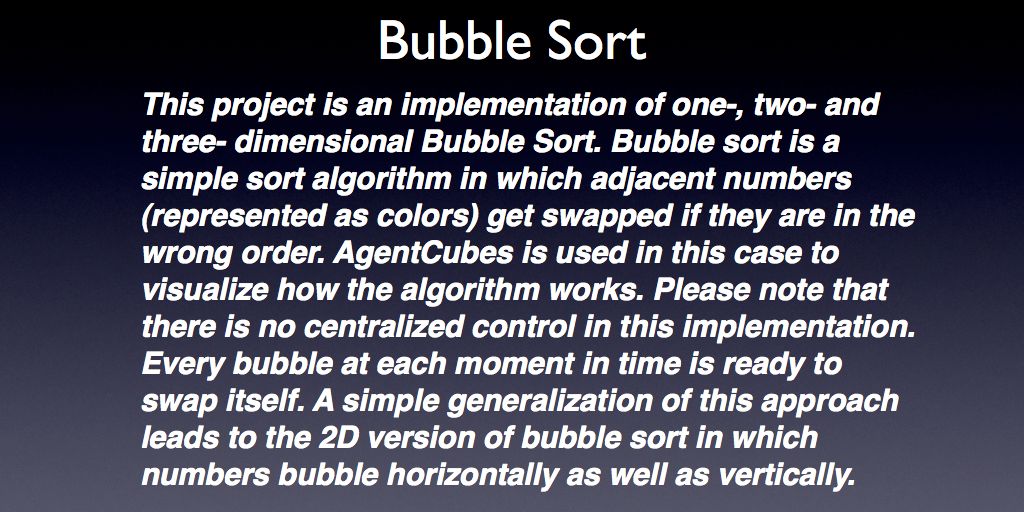 Bubble Sort
This project is an implementation of one-, two- and
three- dimensional Bubble Sort. Bubble sort is a
simple sort algorithm in which adjacent numbers
(represented as colors) get swapped if they are in the
wrong order. AgentCubes is used in this case to
visualize how the algorithm works. Please note that
there is no centralized control in this implementation.
Every bubble at each moment in time is ready to
swap itself. A simple generalization of this approach
leads to the 2D version of bubble sort in which
numbers bubble horizontally as well as vertically.